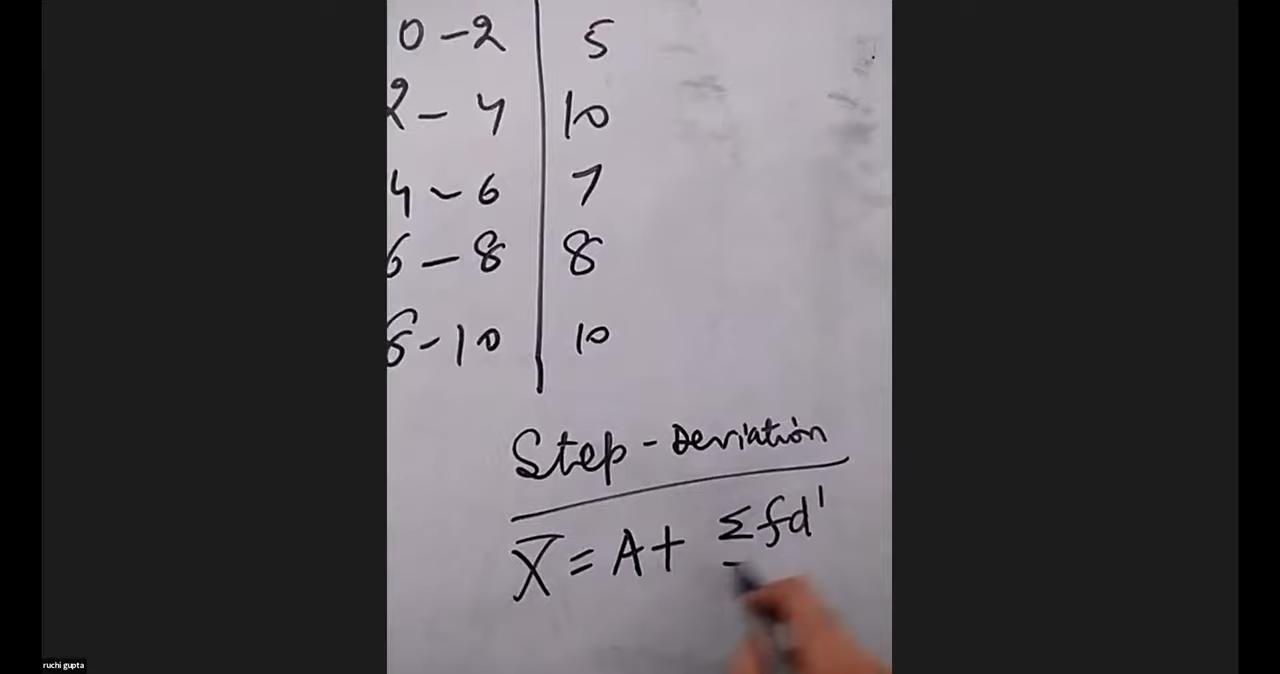 0-2 5
2-4 10
4-6 7
6-8 8
8-10 10
Step-Deviation
X̅ = A + Σfd'
ruchi gupta